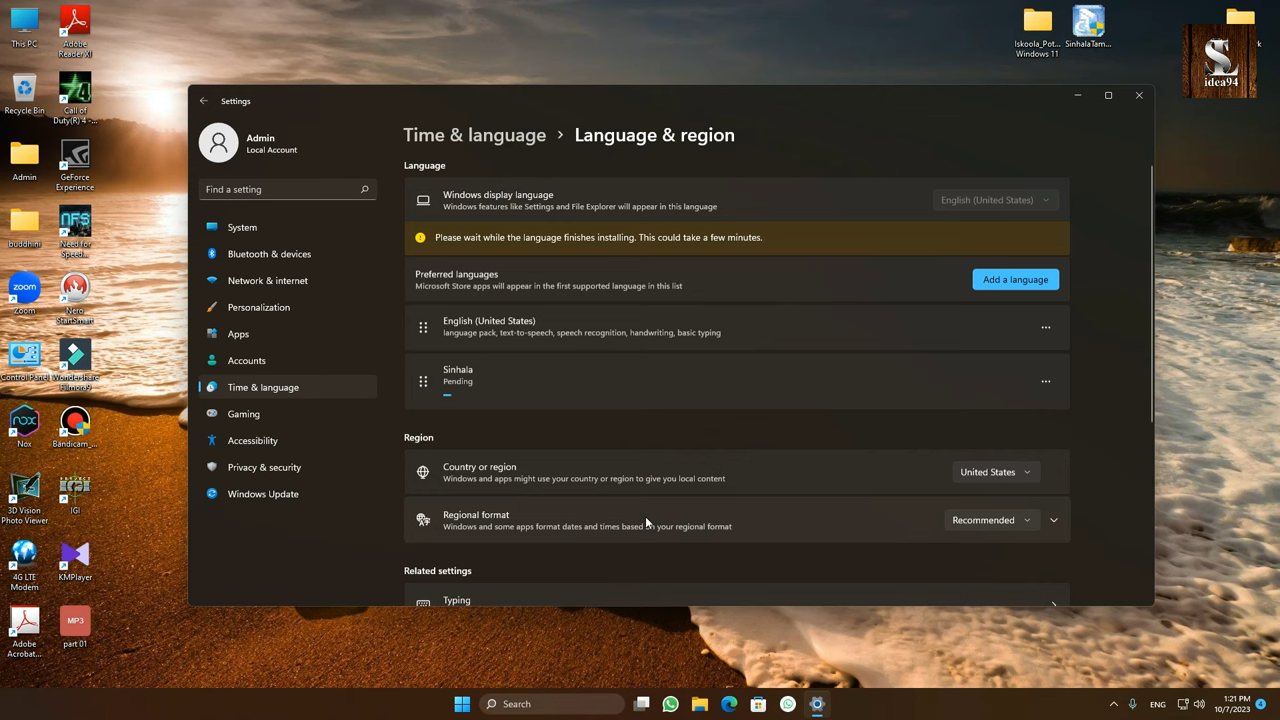 This PC
Adobe
Reader XI
Recycle Bin
Call of
Duty(R) 4 -...
Admin
GeForce
Experience
buddhini
Need for
Speed...
zoom
Zoom
Nero
StartSmart
Control Panel
Wondershare
Filmora9
nox
Nox
Bandicam_...
3D Vision
Photo Viewer
PROJECT
IGI
4G LTE
Modem
KMPlayer
Adobe
Acrobat...
MP3
part 01
Iskoola_Pot...
Windows 11
SinhalaTam...
k
SL
idea94
Settings
Admin
Local Account
Find a setting
System
Bluetooth & devices
Network & internet
Personalization
Apps
Accounts
Time & language
Gaming
Accessibility
Privacy & security
Windows Update
Time & language > Language & region
Language
Windows display language
Windows features like Settings and File Explorer will appear in this language
English (United States)
Please wait while the language finishes installing. This could take a few minutes.
Preferred languages
Microsoft Store apps will appear in the first supported language in this list
Add a language
English (United States)
language pack, text-to-speech, speech recognition, handwriting, basic typing
Sinhala
Pending
Region
Country or region
Windows and apps might use your country or region to give you local content
United States
Regional format
Windows and some apps format dates and times based on your regional format
Recommended
Related settings
Typing
Search
ENG
1:21 PM
10/7/2023
4